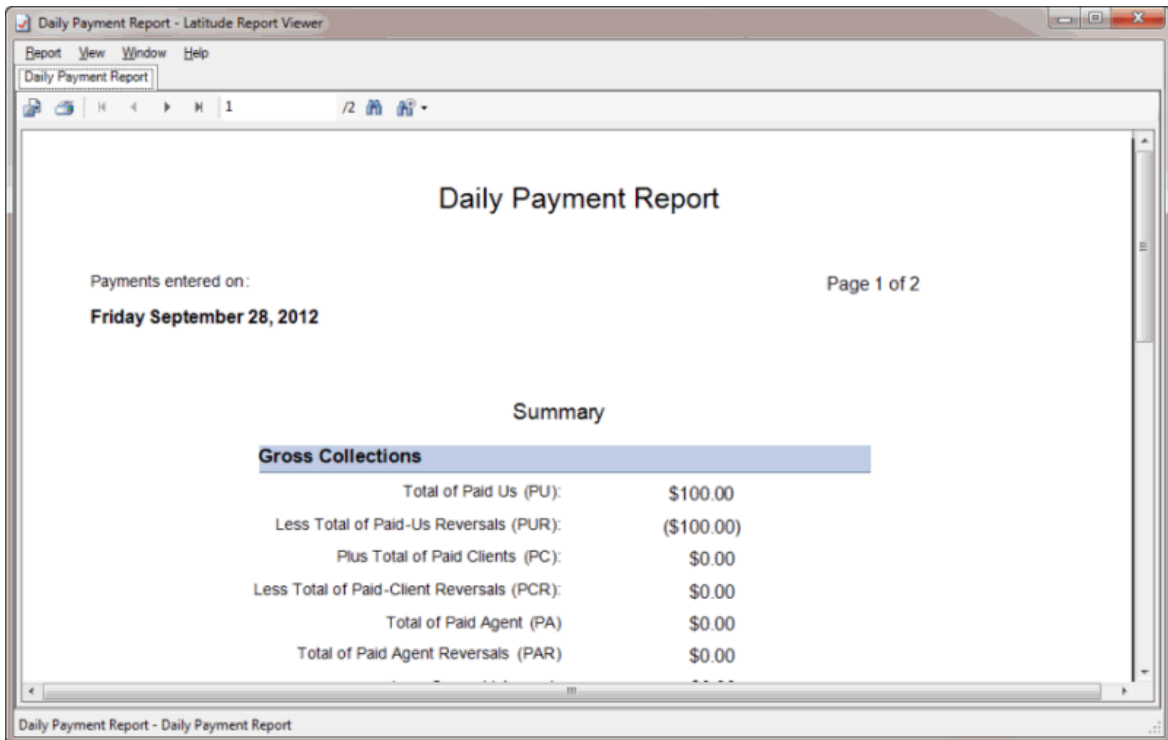 Daily Payment Report - Latitude Report Viewer
Report View Window Help
Daily Payment Report
1 /2
Daily Payment Report
Payments entered on: Page 1 of 2
Friday September 28, 2012
Summary
Gross Collections
Total of Paid Us (PU): $100.00
Less Total of Paid-Us Reversals (PUR): ($100.00)
Plus Total of Paid Clients (PC): $0.00
Less Total of Paid-Client Reversals (PCR): $0.00
Total of Paid Agent (PA) $0.00
Total of Paid Agent Reversals (PAR) $0.00
Daily Payment Report - Daily Payment Report